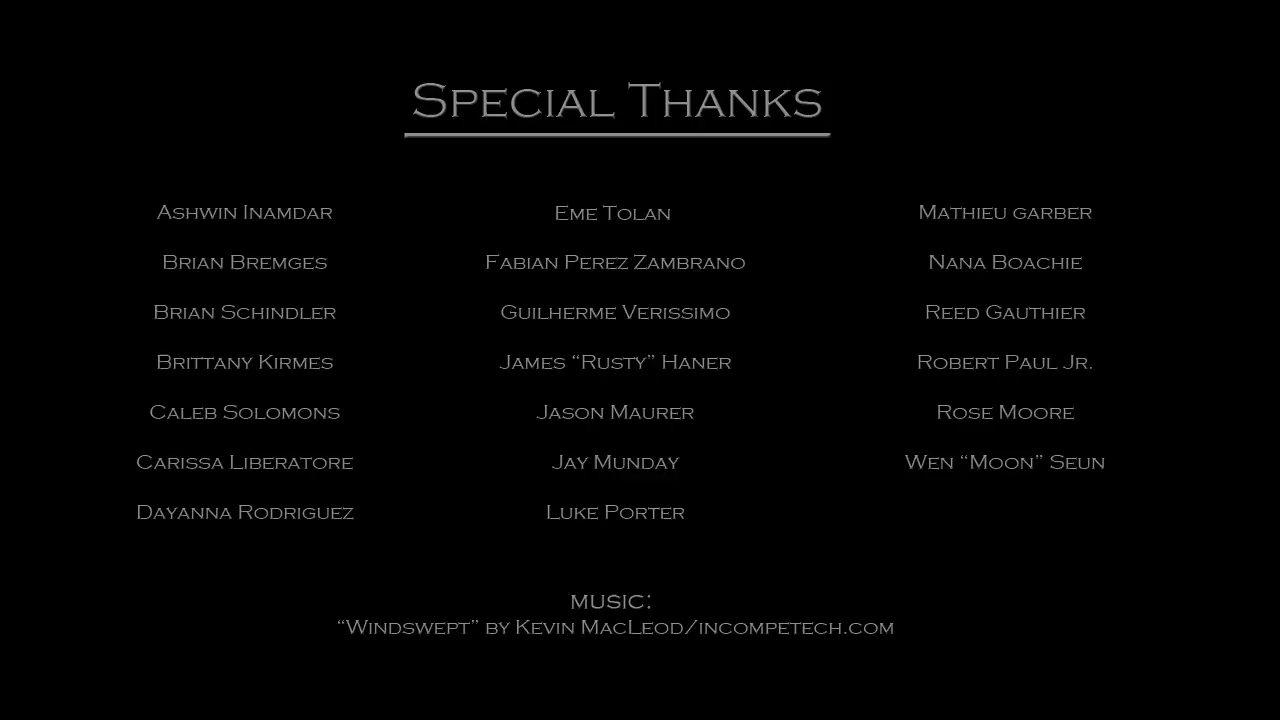 Special Thanks
Ashwin Inamdar
Brian Bremges
Brian Schindler
Brittany Kirmes
Caleb Solomons
Carissa Liberatore
Dayanna Rodriguez
Eme Tolan
Fabian Perez Zambrano
Guilherme Verissimo
James “Rusty” Haner
Jason Maurer
Jay Munday
Luke Porter
Mathieu garber
Nana Boachie
Reed Gauthier
Robert Paul Jr.
Rose Moore
Wen “Moon” Seun
music:
“Windswept” by Kevin MacLeod/incompetech.com